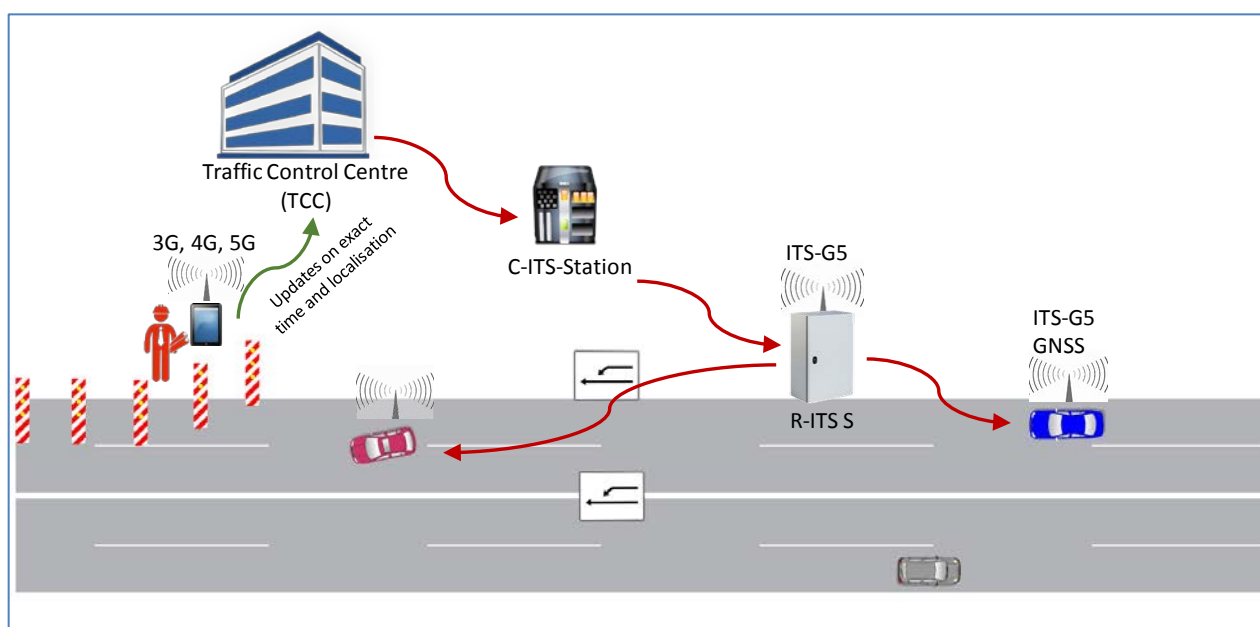 Traffic Control Centre
(TCC)
3G, 4G, 5G
Updates on exact
time and localisation
C-ITS-Station
ITS-G5
R-ITS S
ITS-G5
GNSS